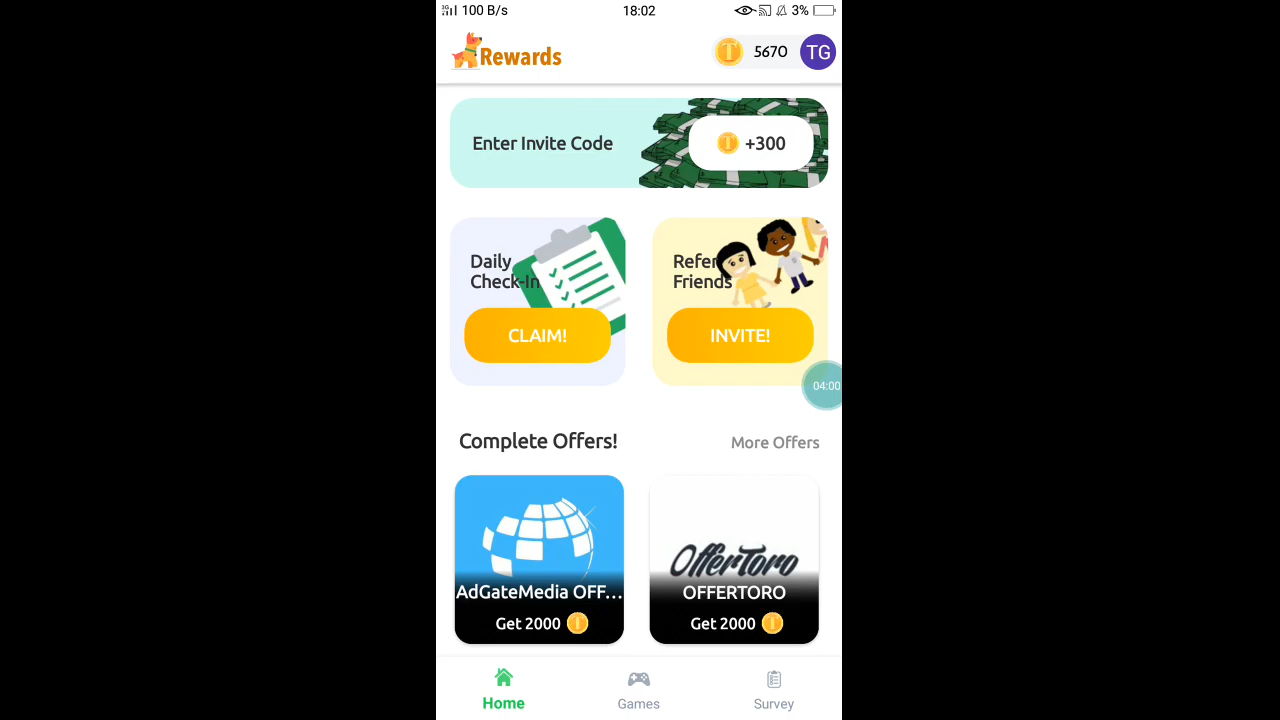 3G 100 B/s 18:02 3%
Rewards 5670 TG
Enter Invite Code +300
Daily
Check-In
CLAIM!
Refer
Friends
INVITE!
04:00
Complete Offers! More Offers
AdGateMedia OFF...
Get 2000
OfferToro
OFFERTORO
Get 2000
Home Games Survey